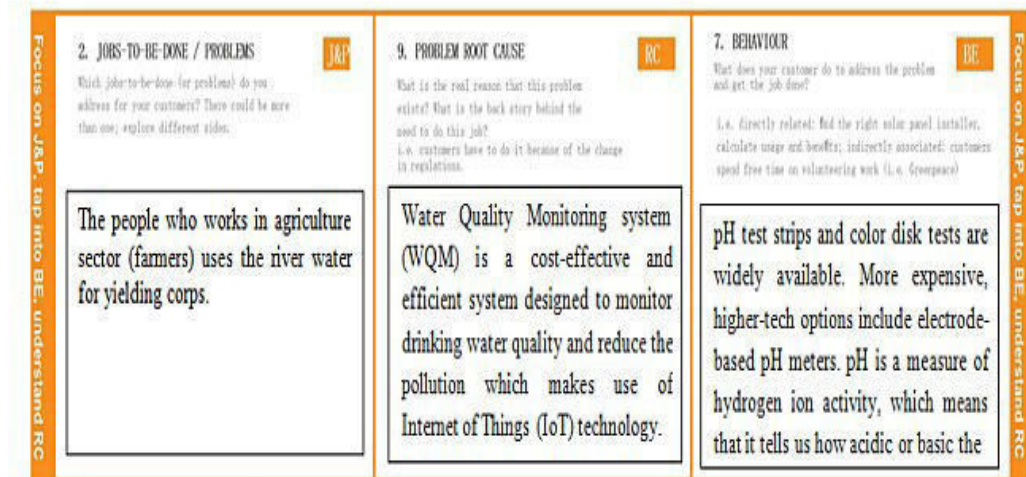 Focus on J&P, tap into BE, understand RC
2. JOBS-TO-BE-DONE / PROBLEMS
J&P
Which jobs-to-be-done (or problems) do you
address for your customers? There could be more
than one; explore different sides.
The people who works in agriculture
sector (farmers) uses the river water
for yielding corps.
9. PROBLEM ROOT CAUSE
RC
What is the real reason that this problem
exists? What is the back story behind the
need to do this job?
i.e. customers have to do it because of the change
in regulations.
Water Quality Monitoring system
(WQM) is a cost-effective and
efficient system designed to monitor
drinking water quality and reduce the
pollution which makes use of
Internet of Things (IoT) technology.
7. BEHAVIOUR
BE
What does your customer do to address the problem
and get the job done?
i.e. directly related: find the right solar panel installer,
calculate usage and benefits; indirectly associated: customers
spend free time on volunteering work (i.e. Greenpeace)
pH test strips and color disk tests are
widely available. More expensive,
higher-tech options include electrode-
based pH meters. pH is a measure of
hydrogen ion activity, which means
that it tells us how acidic or basic the
Focus on J&P, tap into BE, understand RC